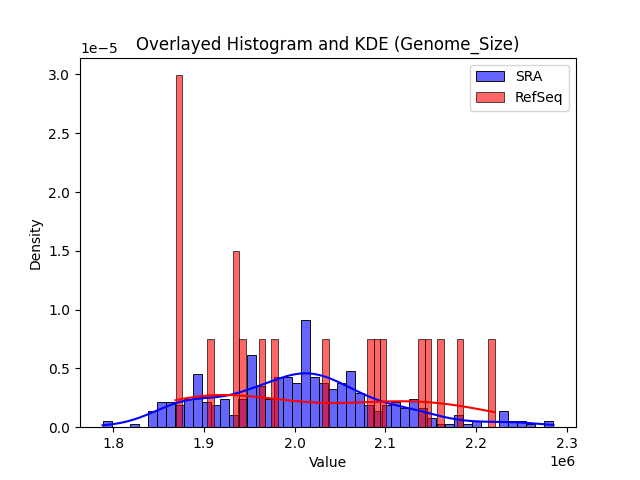 Overlayed Histogram and KDE (Genome_Size)
1e−5
SRA
RefSeq
3.0
2.5
2.0
1.5
1.0
0.5
0.0
Density
1.8 1.9 2.0 2.1 2.2 2.3
Value
1e6